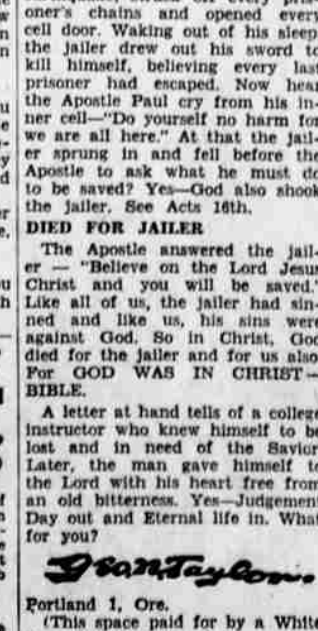 oner's chains and opened every
cell door. Waking out of his sleep
the jailer drew out his sword to
kill himself, believing every last
prisoner had escaped. Now hear
the Apostle Paul cry from his in-
ner cell—"Do yourself no harm for
we are all here." At that the jail-
er sprung in and fell before the
Apostle to ask what he must do
to be saved? Yes—God also shook
the jailer. See Acts 16th.
DIED FOR JAILER
The Apostle answered the jail-
er — "Believe on the Lord Jesus
Christ and you will be saved."
Like all of us, the jailer had sin-
ned and like us, his sins were
against God. So in Christ, God
died for the jailer and for us also
For GOD WAS IN CHRIST—
BIBLE.
A letter at hand tells of a college
instructor who knew himself to be
lost and in need of the Savior
Later, the man gave himself to
the Lord with his heart free from
an old bitterness. Yes—Judgement
Day out and Eternal life in. What
for you?
Portland 1, Ore.
(This space paid for by a White